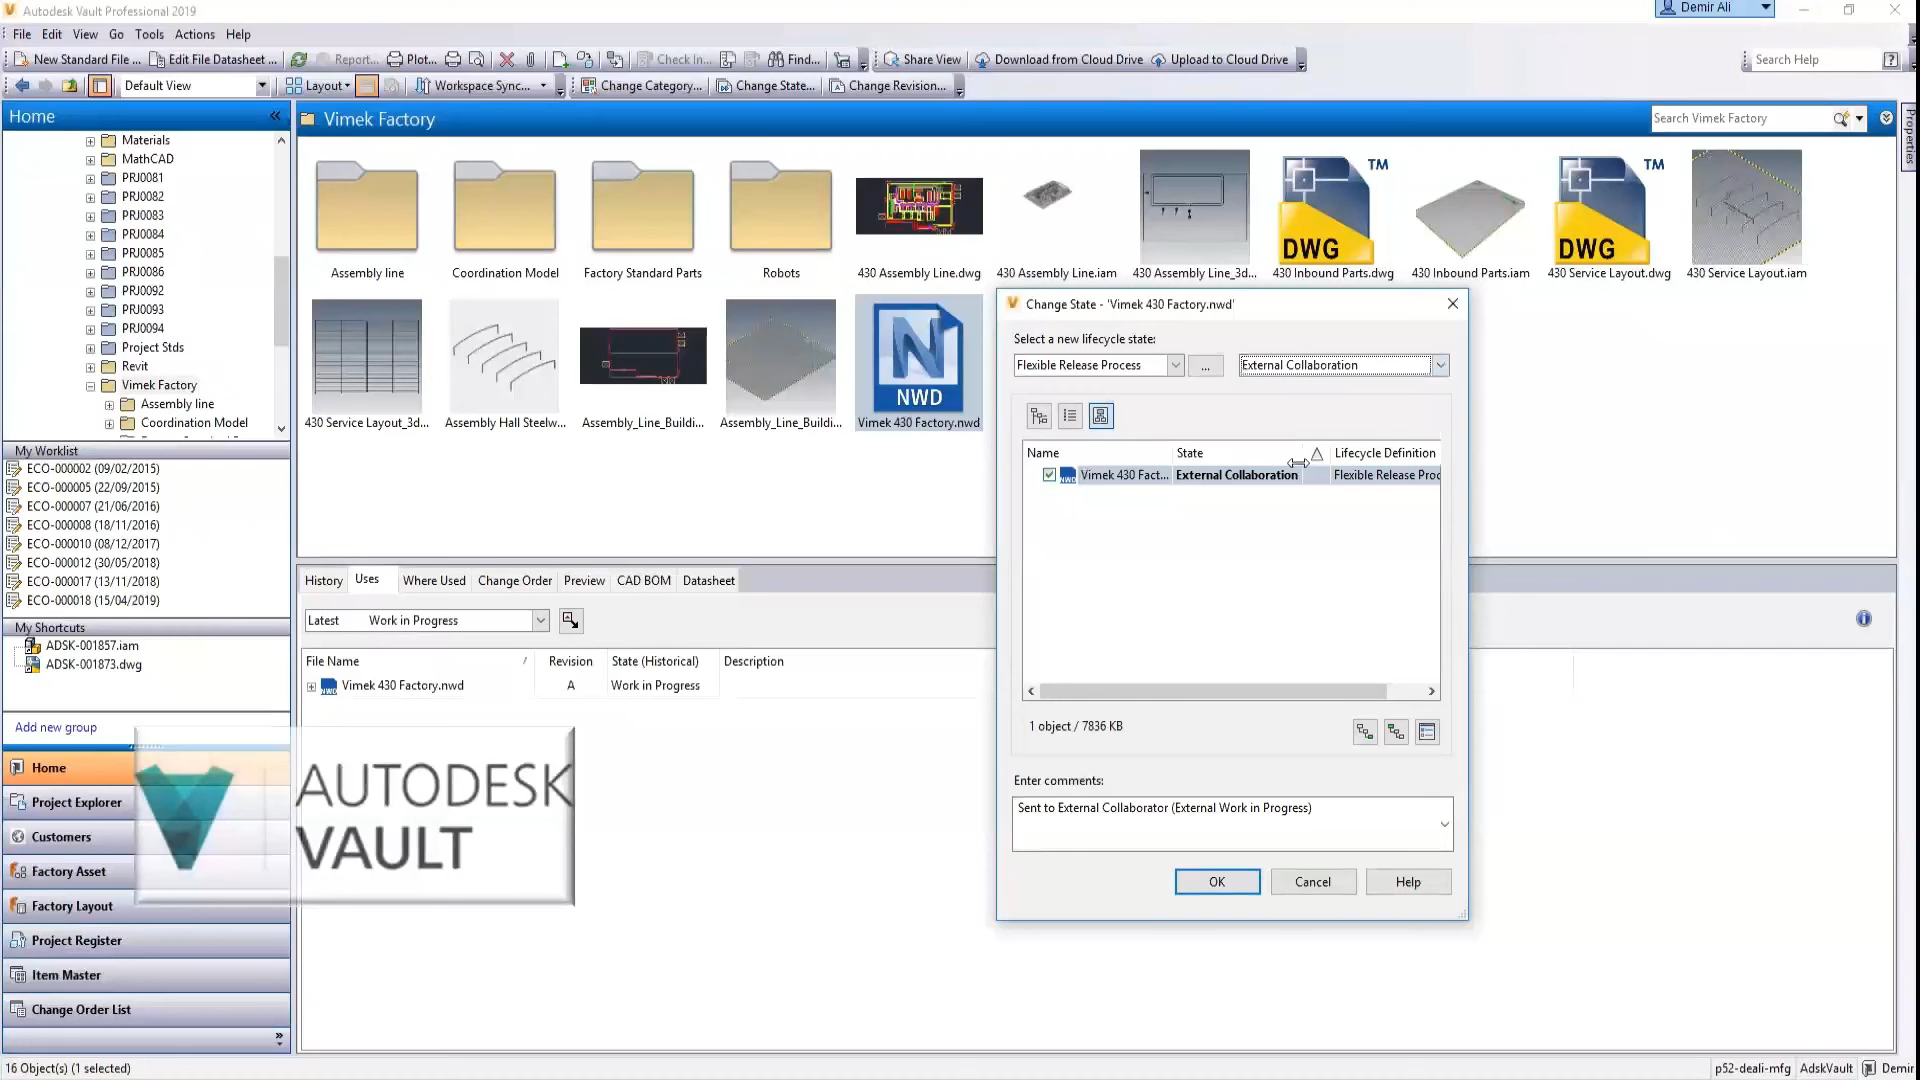 Autodesk Vault Professional 2019
Demir Ali
File Edit View Go Tools Actions Help
New Standard File ... Edit File Datasheet ... Report... Plot... Check In... Find... Share View Download from Cloud Drive Upload to Cloud Drive
Search Help
Default View Layout Workspace Sync... Change Category... Change State... Change Revision...
Home
Vimek Factory
Search Vimek Factory
Properties
Materials
MathCAD
PRJ0081
PRJ0082
PRJ0083
PRJ0084
PRJ0085
PRJ0086
PRJ0092
PRJ0093
PRJ0094
Project Stds
Revit
Vimek Factory
Assembly line
Coordination Model
My Worklist
ECO-000002 (09/02/2015)
ECO-000005 (22/09/2015)
ECO-000007 (21/06/2016)
ECO-000008 (18/11/2016)
ECO-000010 (08/12/2017)
ECO-000012 (30/05/2018)
ECO-000017 (13/11/2018)
ECO-000018 (15/04/2019)
My Shortcuts
ADSK-001857.iam
ADSK-001873.dwg
Add new group
Home
Project Explorer
Customers
Factory Asset
Factory Layout
Project Register
Item Master
Change Order List
AUTODESK
VAULT
TM
DWG
TM
DWG
Assembly line
Coordination Model
Factory Standard Parts
Robots
430 Assembly Line.dwg
430 Assembly Line.iam
430 Assembly Line_3d...
430 Inbound Parts.dwg
430 Inbound Parts.iam
430 Service Layout.dwg
430 Service Layout.iam
NWD
430 Service Layout_3d...
Assembly Hall Steelw...
Assembly_Line_Buildi...
Assembly_Line_Buildi...
Vimek 430 Factory.nwd
History Uses Where Used Change Order Preview CAD BOM Datasheet
Latest Work in Progress
File Name / Revision State (Historical) Description
NWD Vimek 430 Factory.nwd A Work in Progress
Change State - 'Vimek 430 Factory.nwd'
Select a new lifecycle state:
Flexible Release Process ... External Collaboration
Name State Lifecycle Definition
NWD Vimek 430 Fact... External Collaboration Flexible Release Proc
1 object / 7836 KB
Enter comments:
Sent to External Collaborator (External Work in Progress)
OK Cancel Help
16 Object(s) (1 selected)
p52-deali-mfg AdskVault Demir